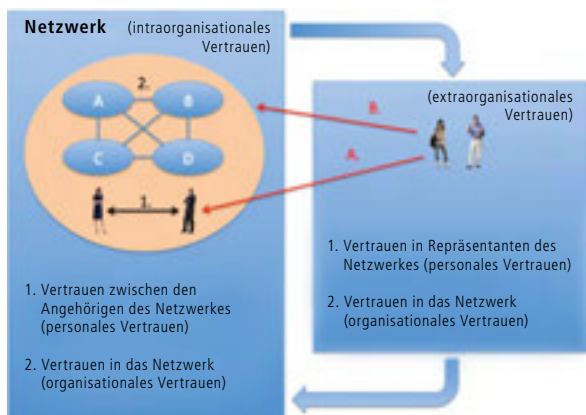 Netzwerk (intraorganisationales
Vertrauen)
2.
A B
C D
1.
1. Vertrauen zwischen den
Angehörigen des Netzwerkes
(personales Vertrauen)
2. Vertrauen in das Netzwerk
(organisationales Vertrauen)
(extraorganisationales
Vertrauen)
B.
A.
1. Vertrauen in Repräsentanten des
Netzwerkes (personales Vertrauen)
2. Vertrauen in das Netzwerk
(organisationales Vertrauen)